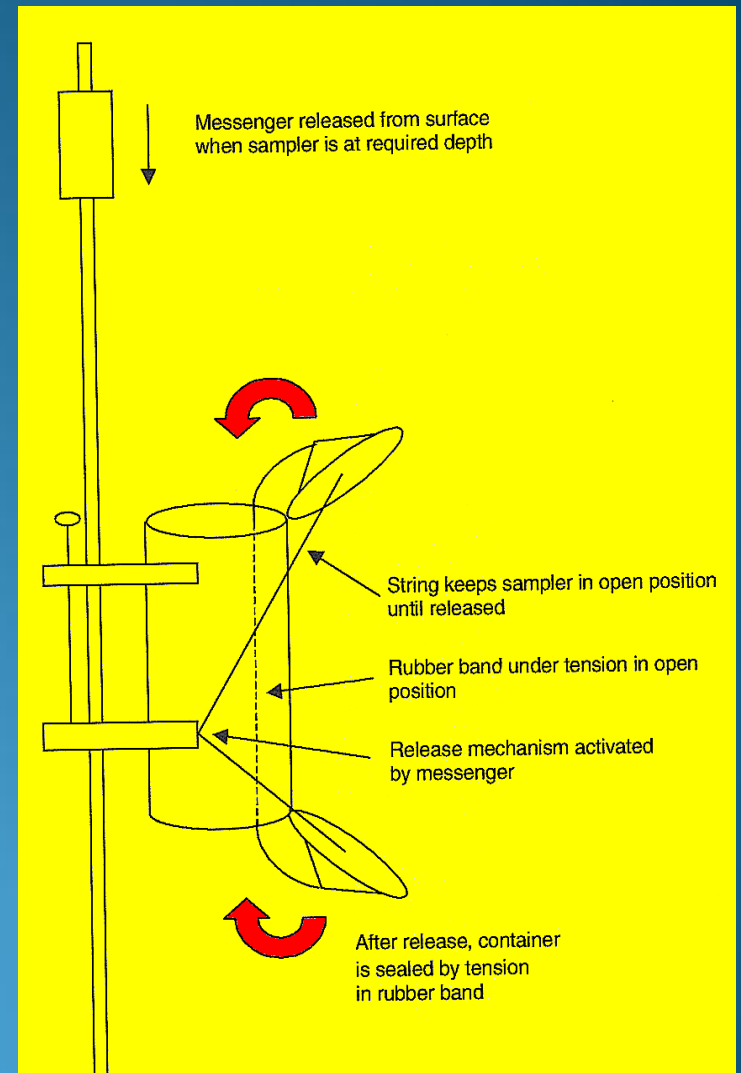 Messenger released from surface
when sampler is at required depth
String keeps sampler in open position
until released
Rubber band under tension in open
position
Release mechanism activated
by messenger
After release, container
is sealed by tension
in rubber band